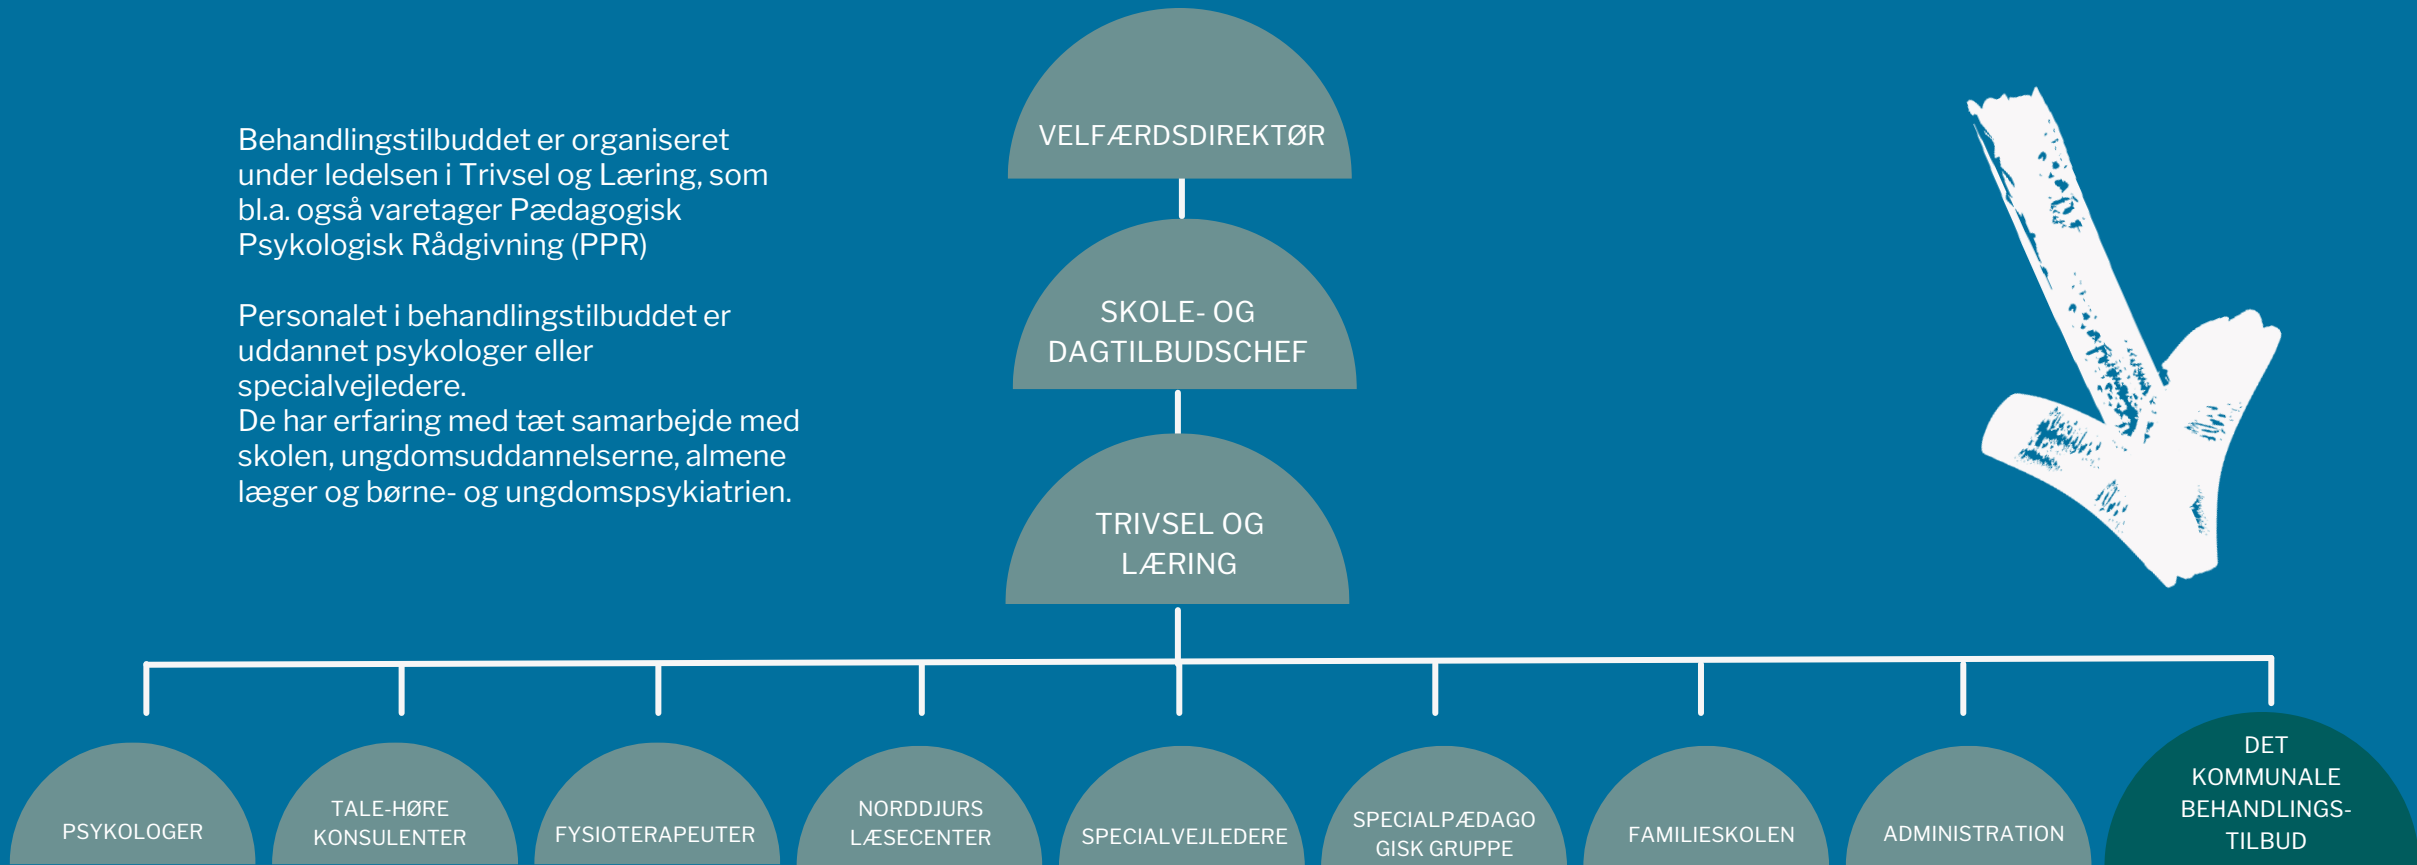 Behandlingstilbuddet er organiseret
under ledelsen i Trivsel og Læring, som
bl.a. også varetager Pædagogisk
Psykologisk Rådgivning (PPR)
Personalet i behandlingstilbuddet er
uddannet psykologer eller
specialvejledere.
De har erfaring med tæt samarbejde med
skolen, ungdomsuddannelserne, almene
læger og børne- og ungdomspsykiatrien.
VELFÆRDSDIREKTØR
SKOLE- OG
DAGTILBUDSCHEF
TRIVSEL OG
LÆRING
PSYKOLOGER
TALE-HØRE
KONSULENTER
FYSIOTERAPEUTER
NORDDJURS
LÆSECENTER
SPECIALVEJLEDERE
SPECIALPÆDAGO
GISK GRUPPE
FAMILIESKOLEN
ADMINISTRATION
DET
KOMMUNALE
BEHANDLINGS-
TILBUD